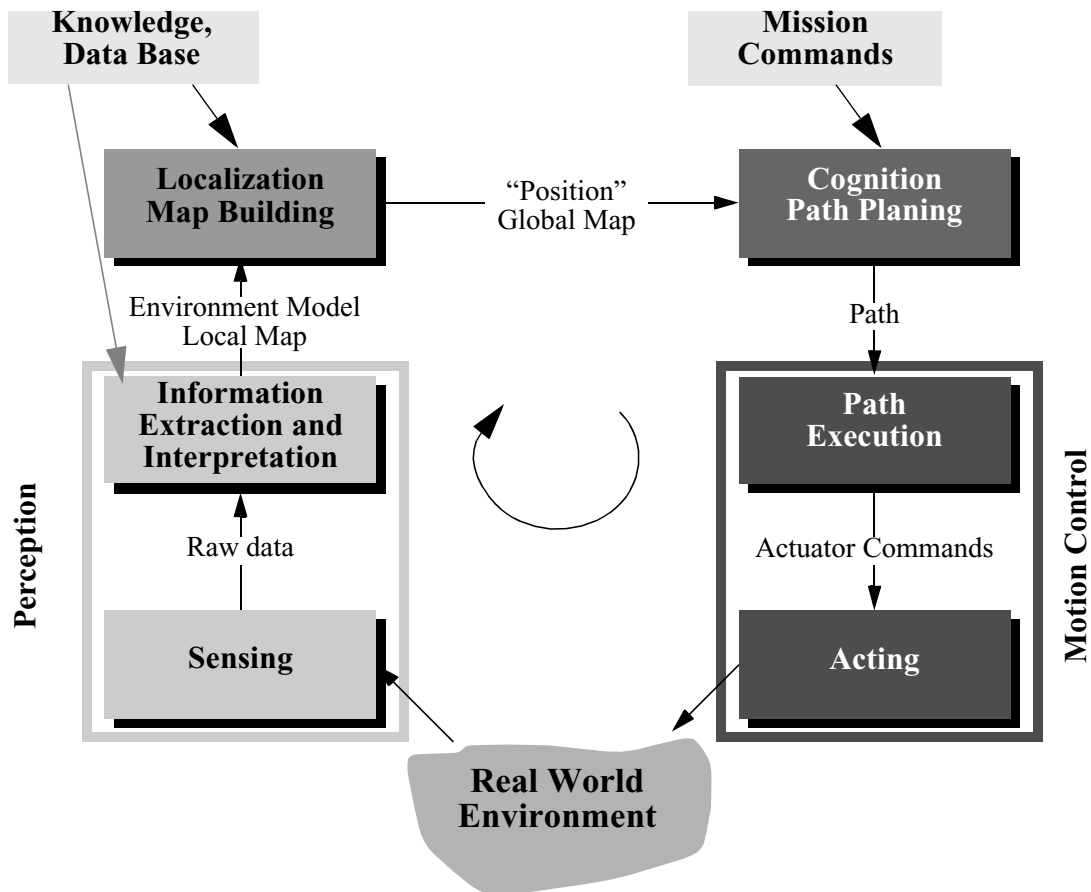 Knowledge,
Data Base
Mission
Commands
Localization
Map Building
“Position”
Global Map
Cognition
Path Planing
Environment Model
Local Map
Path
Information
Extraction and
Interpretation
Path
Execution
Perception
Raw data
Actuator Commands
Motion Control
Sensing
Acting
Real World
Environment